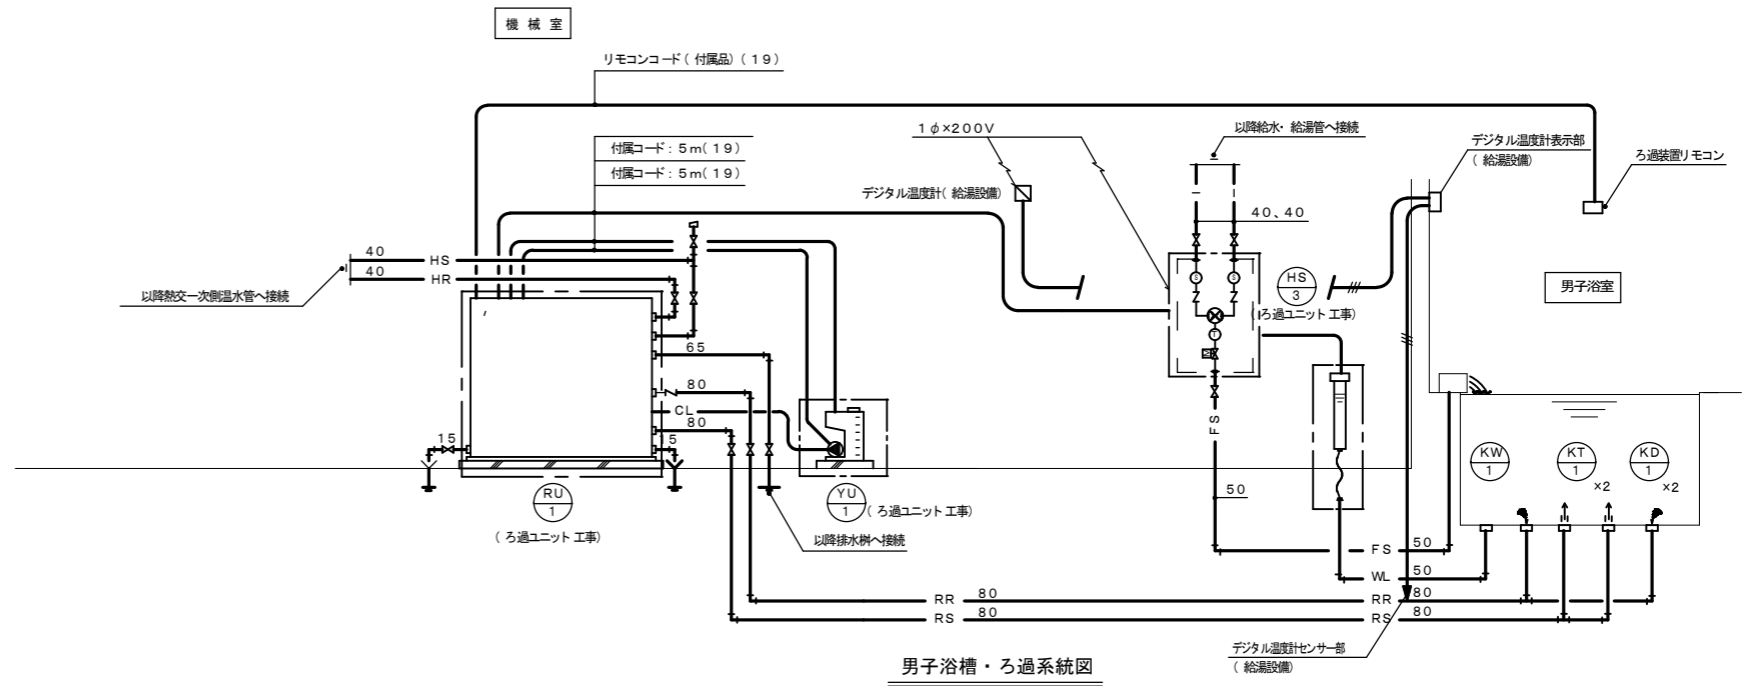 機 械 室
リモコンコード(付属品)(19)
付属コード：5m(19)
付属コード：5m(19)
1φ×200V
以降給水・給湯管へ接続
デジタル温度計表示部
(給湯設備)
ろ過装置リモコン
デジタル温度計(給湯設備)
40、40
40
HS
40
HR
以降熱交一次側温水管へ接続
HS
3
(ろ過ユニット工事)
男子浴室
S
S
T
65
80
CL
80
15
15
FS
KW
1
KT
1
×2
KD
1
×2
RU
1
(ろ過ユニット工事)
YU
1
(ろ過ユニット工事)
50
以降排水桝へ接続
FS
50
WL
50
RR
80
RR
80
RS
80
RS
80
デジタル温度計センサー部
(給湯設備)
男子浴槽・ろ過系統図